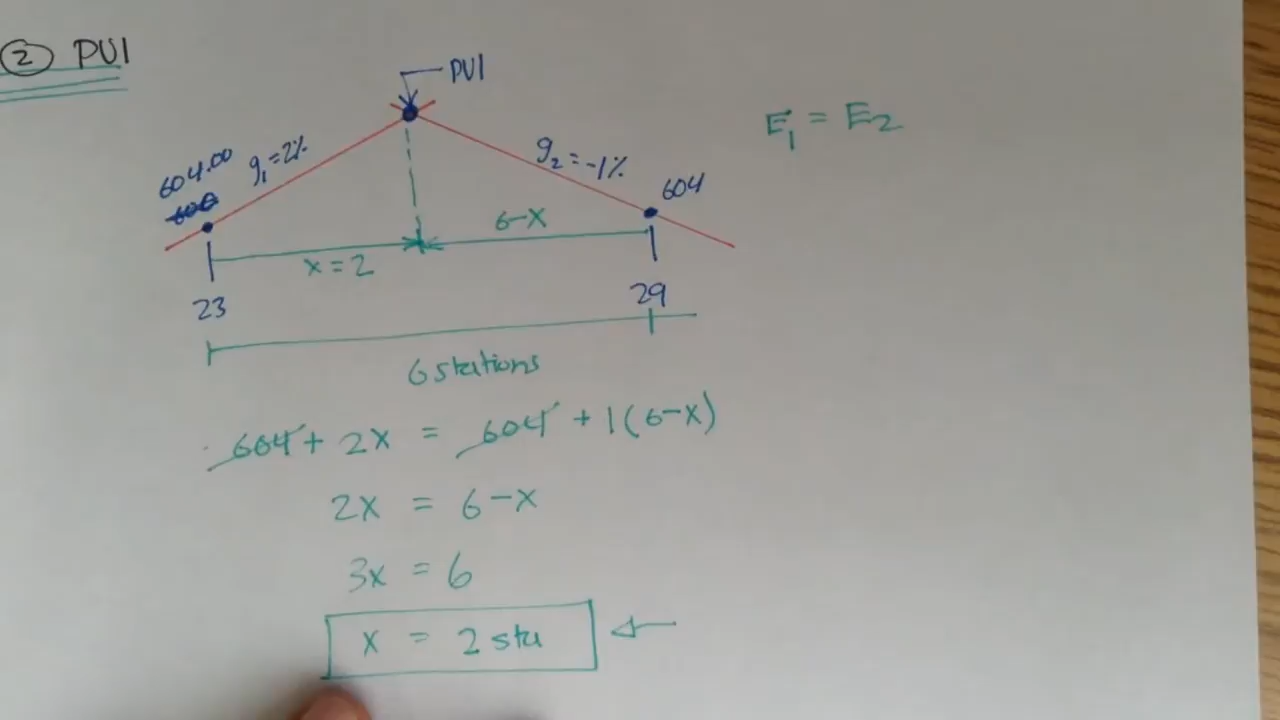 ② PVI
PVI
E₁ = E₂
604.00
600
g₁ = 2%
g₂ = -1%
604
6-x
x = 2
23
29
6 stations
604 + 2x = 604 + 1(6-x)
2x = 6-x
3x = 6
x = 2 sta